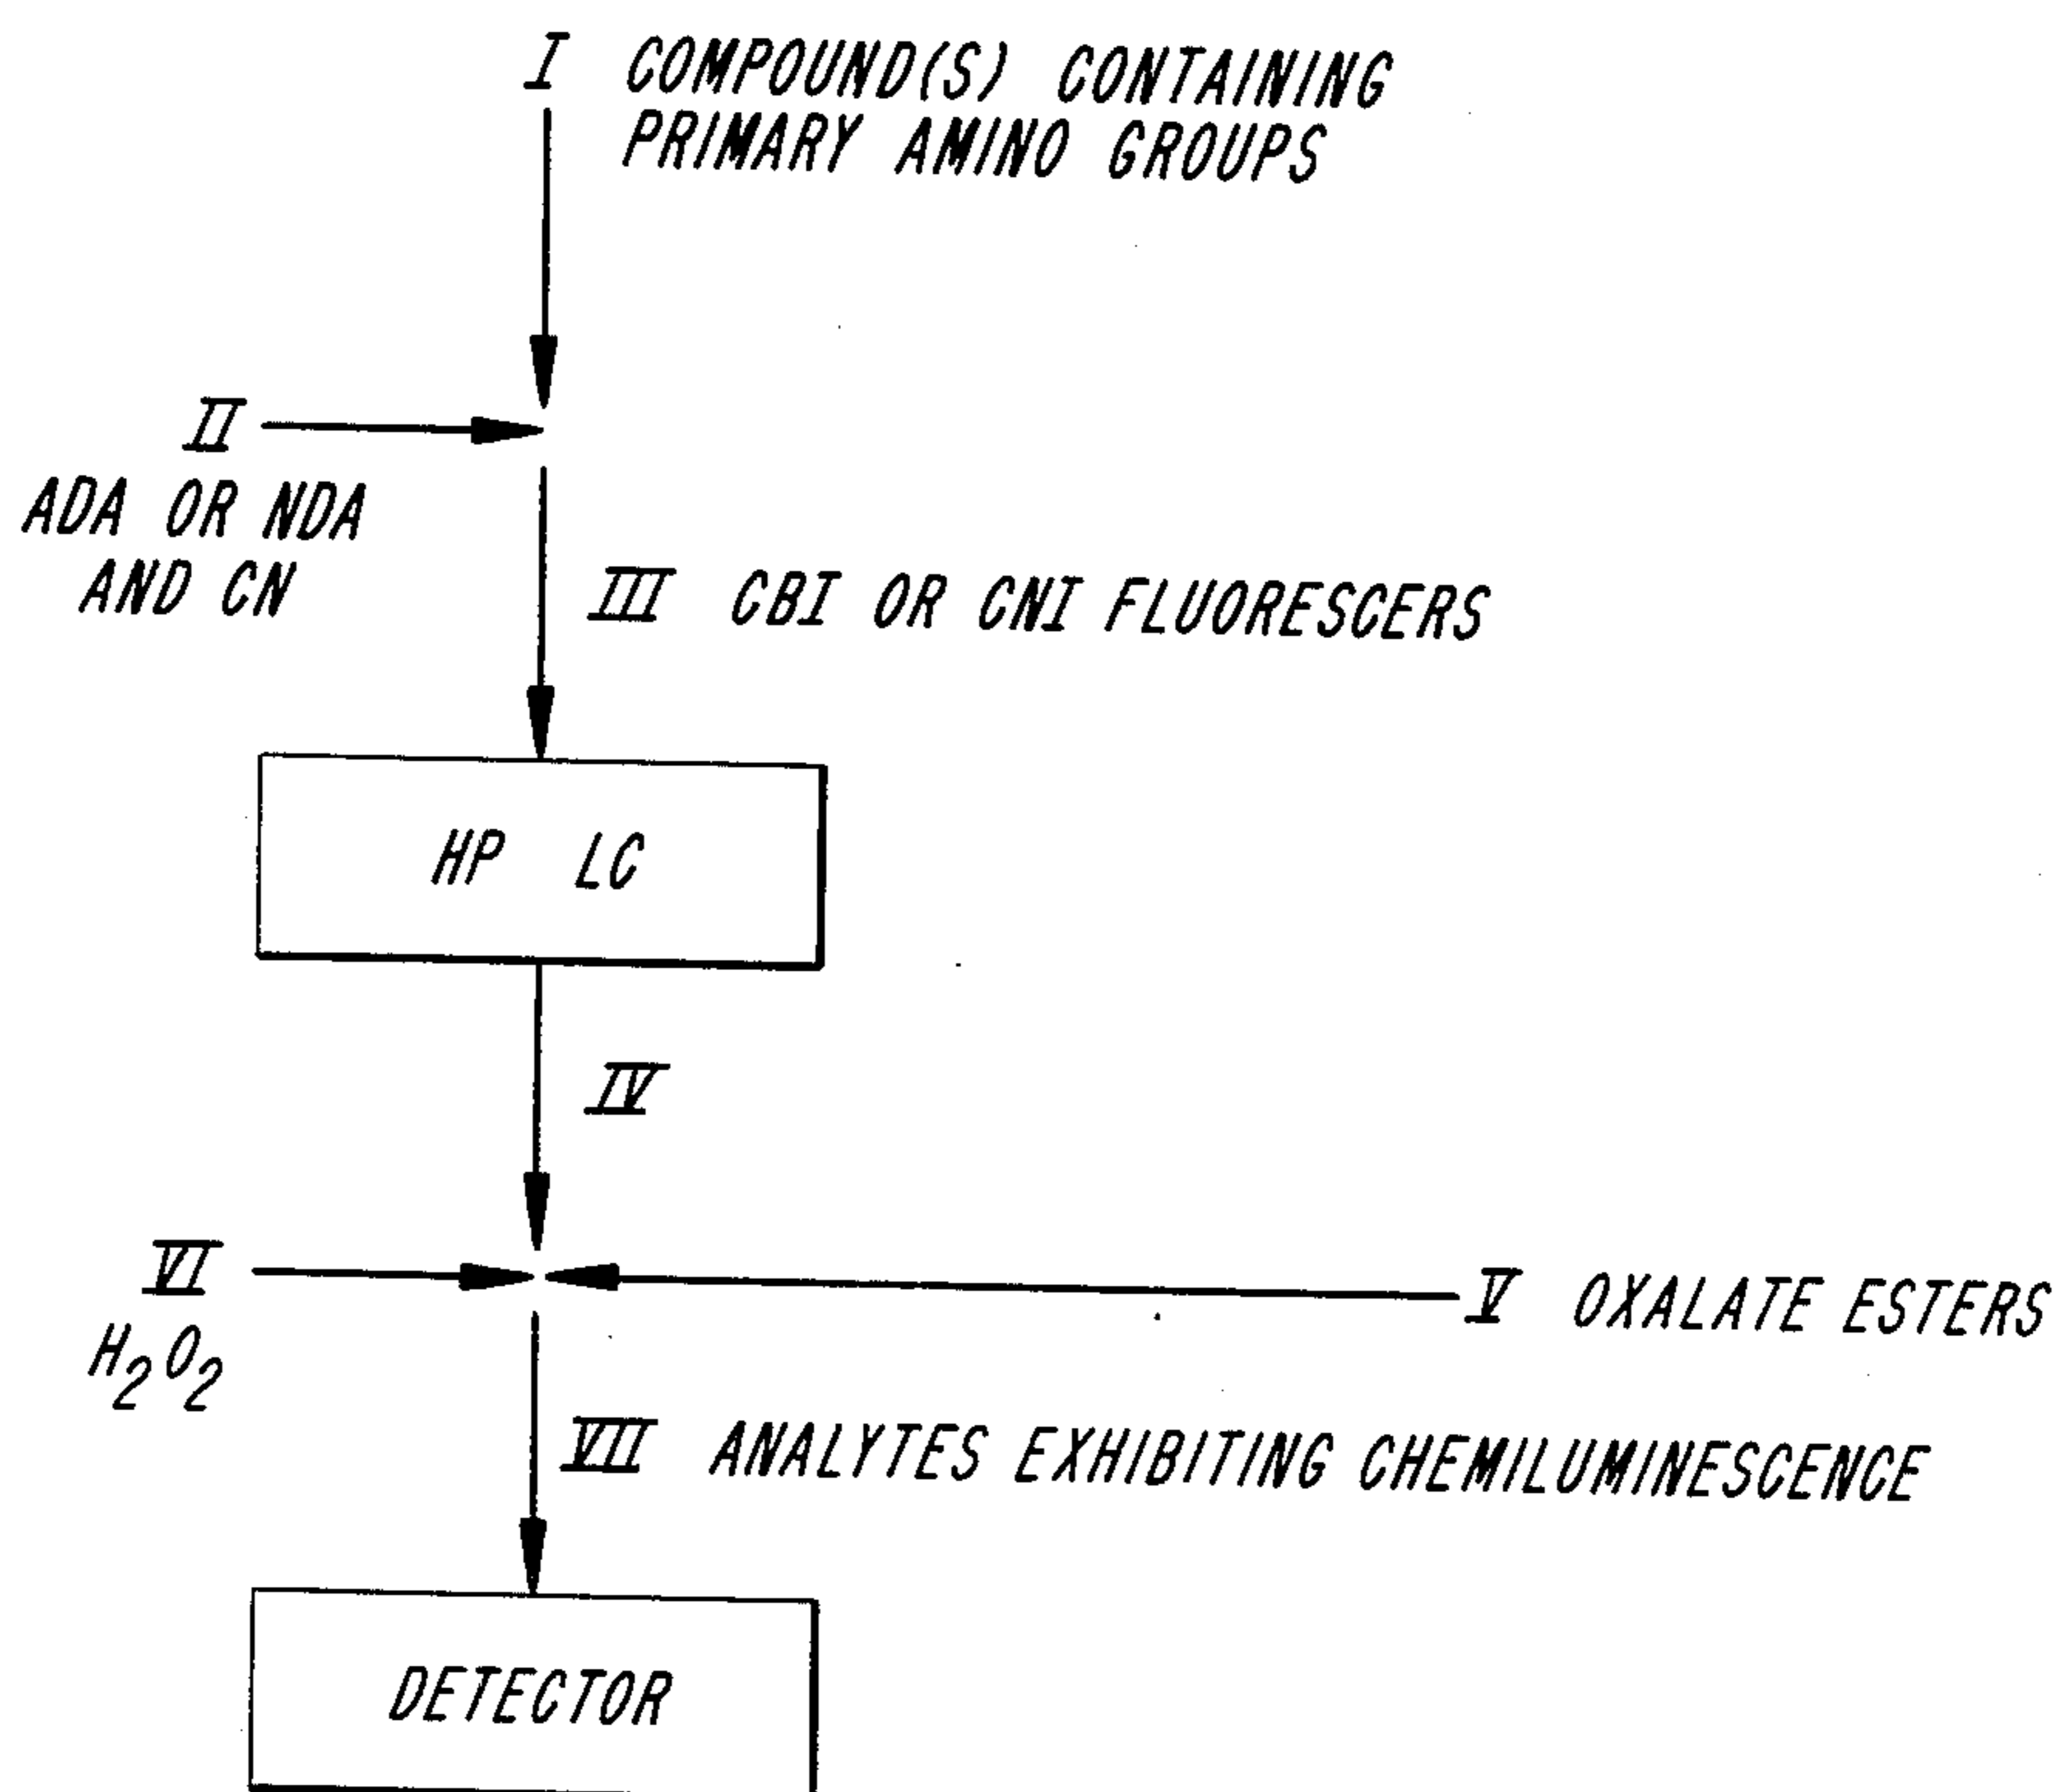 I COMPOUND(S) CONTAINING
PRIMARY AMINO GROUPS
II
ADA OR NDA
AND CN
III CBI OR CNI FLUORESCERS
HP LC
IV
VI
H2O2
V OXALATE ESTERS
VII ANALYTES EXHIBITING CHEMILUMINESCENCE
DETECTOR